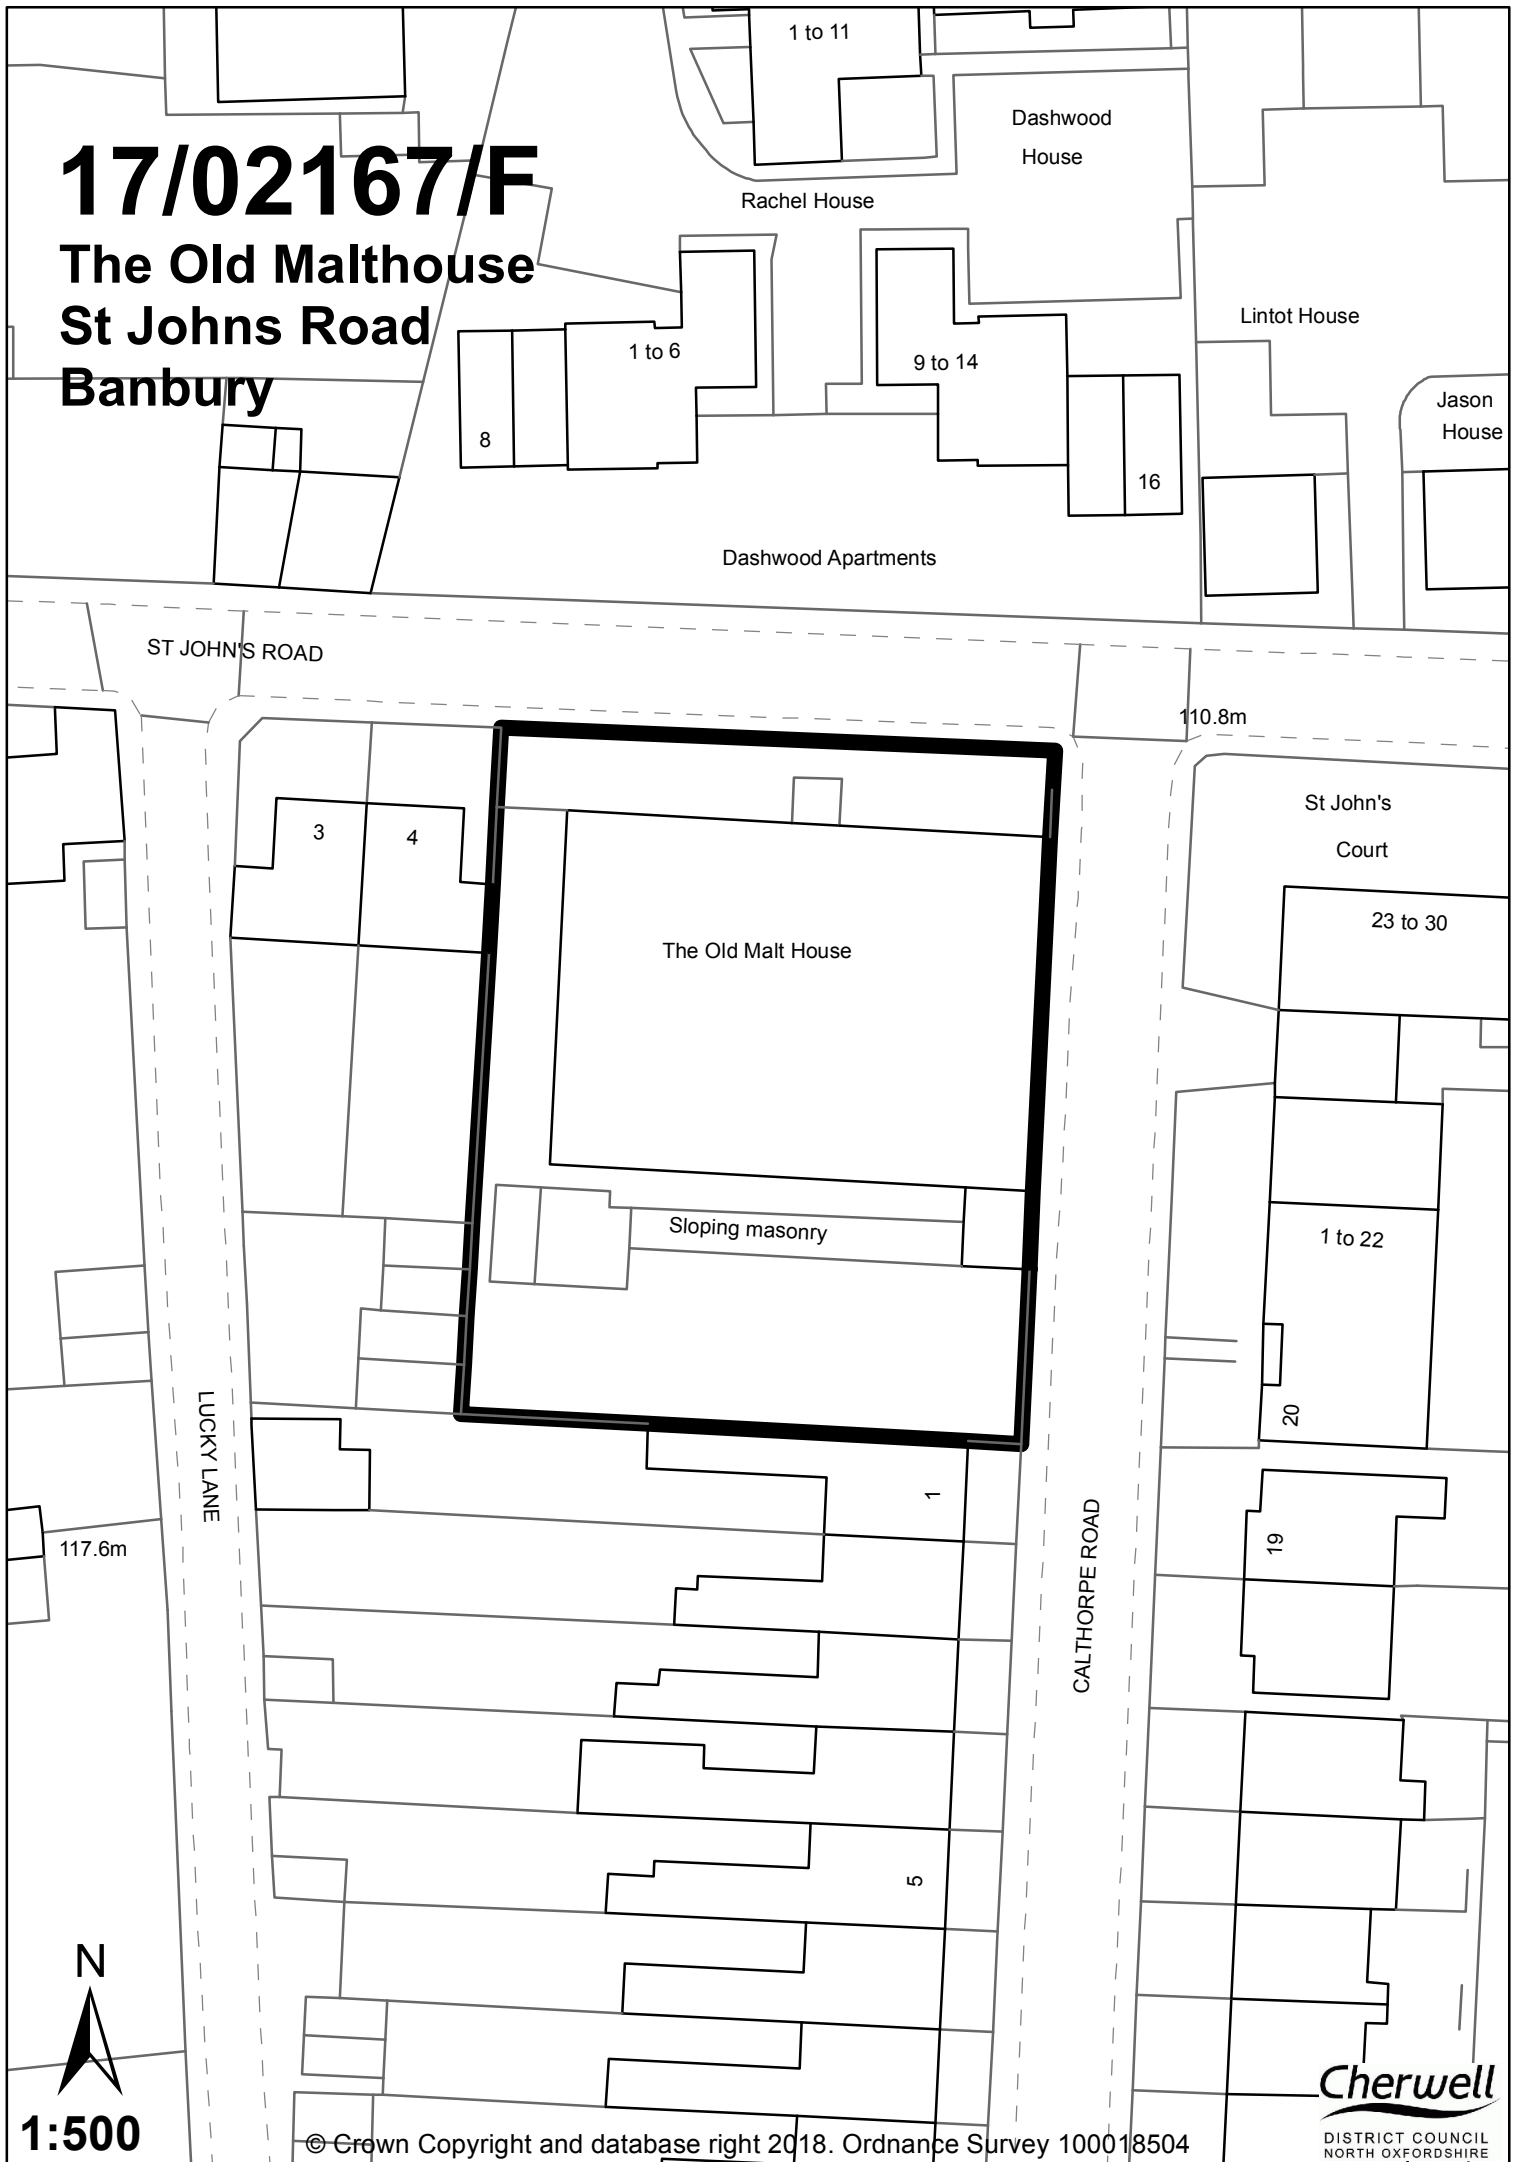 17/02167/F
The Old Malthouse
St Johns Road
Banbury
1 to 11
Dashwood
House
Rachel House
Lintot House
1 to 6
9 to 14
Jason
House
8
16
Dashwood Apartments
ST JOHN'S ROAD
110.8m
St John's
Court
3
4
23 to 30
The Old Malt House
Sloping masonry
1 to 22
20
LUCKY LANE
1
19
117.6m
CALTHORPE ROAD
5
N
1:500
© Crown Copyright and database right 2018. Ordnance Survey 100018504
Cherwell
DISTRICT COUNCIL
NORTH OXFORDSHIRE